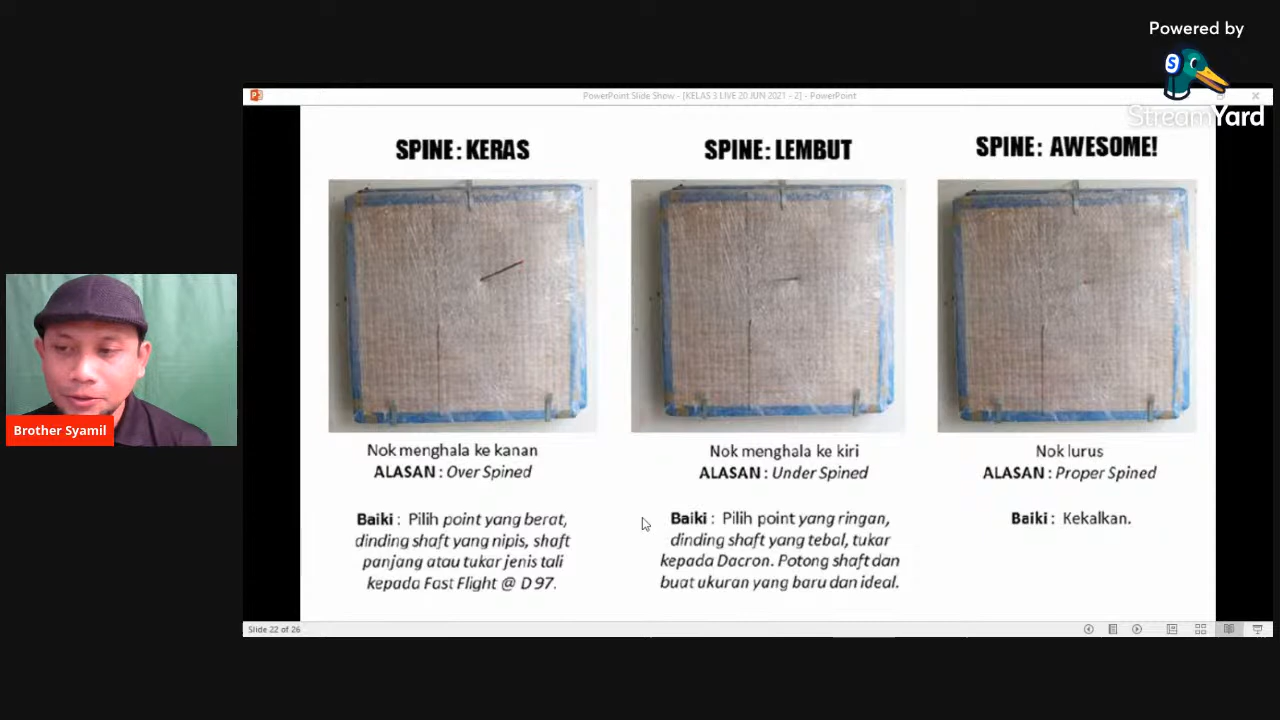 Powered by
StreamYard
PowerPoint Slide Show - [KELAS 3 LIVE 20 JUN 2021 - 2] - PowerPoint
SPINE : KERAS
Nok menghala ke kanan
ALASAN : Over Spined
Baiki : Pilih point yang berat,
dinding shaft yang nipis, shaft
panjang atau tukar jenis tali
kepada Fast Flight @ D 97.
SPINE : LEMBUT
Nok menghala ke kiri
ALASAN : Under Spined
Baiki : Pilih point yang ringan,
dinding shaft yang tebal, tukar
kepada Dacron. Potong shaft dan
buat ukuran yang baru dan ideal.
SPINE : AWESOME!
Nok lurus
ALASAN : Proper Spined
Baiki : Kekalkan.
Brother Syamil
Slide 22 of 26